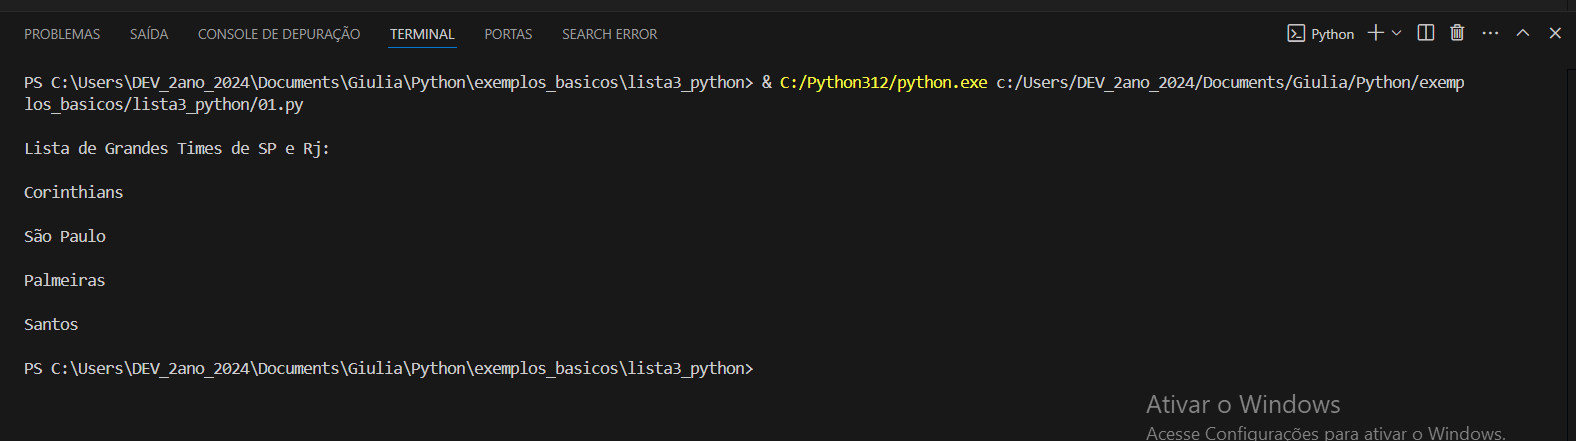 PROBLEMAS SAÍDA CONSOLE DE DEPURAÇÃO TERMINAL PORTAS SEARCH ERROR Python
PS C:\Users\DEV_2ano_2024\Documents\Giulia\Python\exemplos_basicos\lista3_python> & C:/Python312/python.exe c:/Users/DEV_2ano_2024/Documents/Giulia/Python/exemp
los_basicos/lista3_python/01.py
Lista de Grandes Times de SP e Rj:
Corinthians
São Paulo
Palmeiras
Santos
PS C:\Users\DEV_2ano_2024\Documents\Giulia\Python\exemplos_basicos\lista3_python>
Ativar o Windows
Acesse Configurações para ativar o Windows.